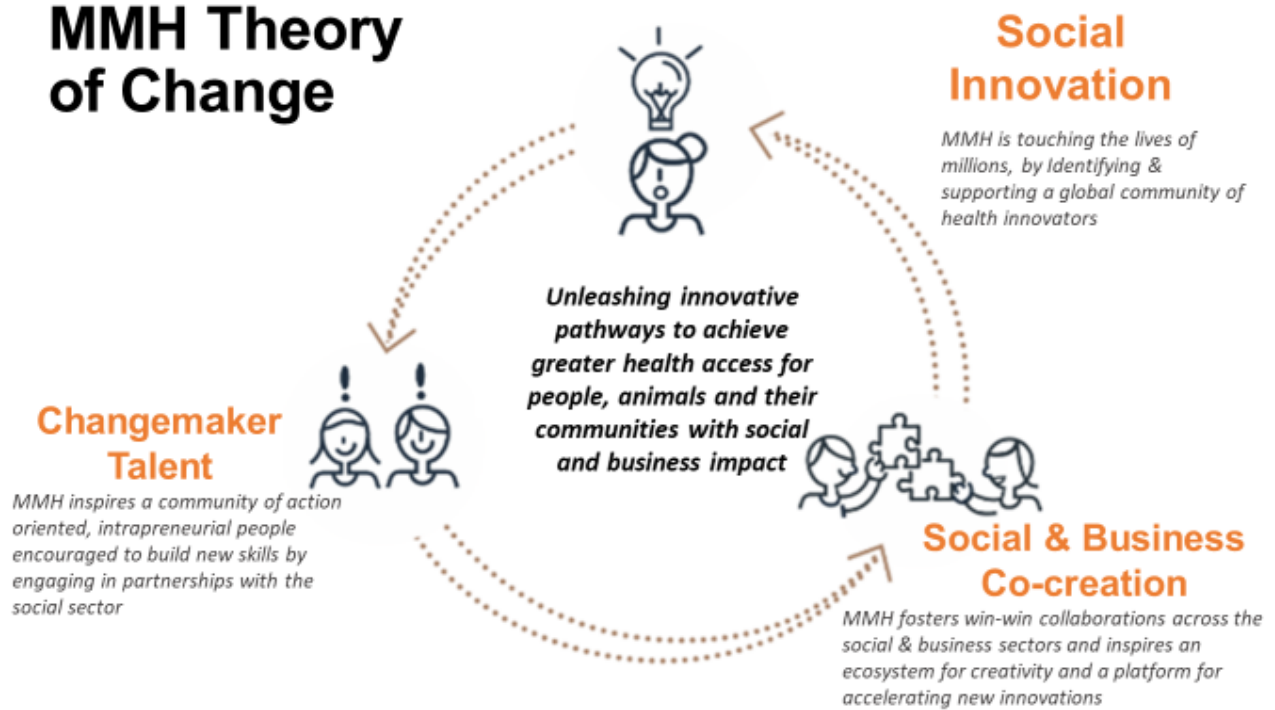 MMH Theory
of Change
Social
Innovation
MMH is touching the lives of
millions, by Identifying &
supporting a global community of
health innovators
Unleashing innovative
pathways to achieve
greater health access for
people, animals and their
communities with social
and business impact
Changemaker
Talent
MMH inspires a community of action
oriented, intrapreneurial people
encouraged to build new skills by
engaging in partnerships with the
social sector
Social & Business
Co-creation
MMH fosters win-win collaborations across the
social & business sectors and inspires an
ecosystem for creativity and a platform for
accelerating new innovations